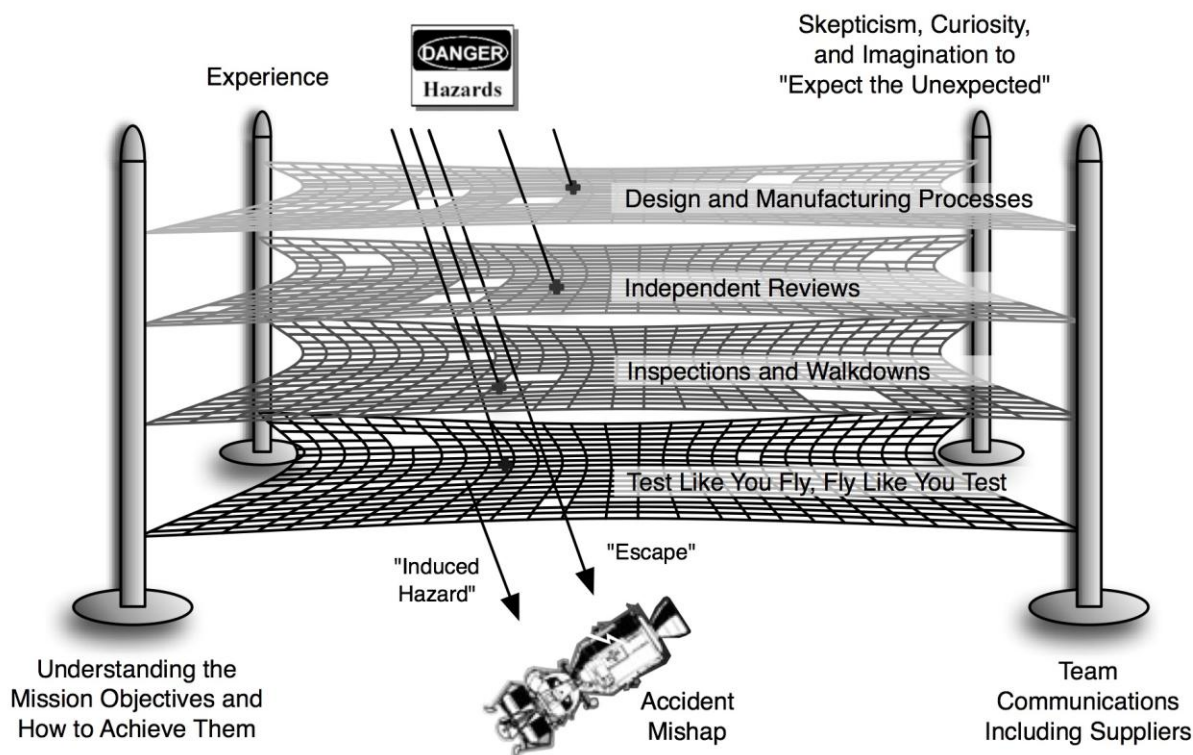 Skepticism, Curiosity,
and Imagination to
"Expect the Unexpected"
Experience
DANGER
Hazards
Design and Manufacturing Processes
Independent Reviews
Inspections and Walkdowns
Test Like You Fly, Fly Like You Test
"Induced
Hazard"
"Escape"
Understanding the
Mission Objectives and
How to Achieve Them
Accident
Mishap
Team
Communications
Including Suppliers